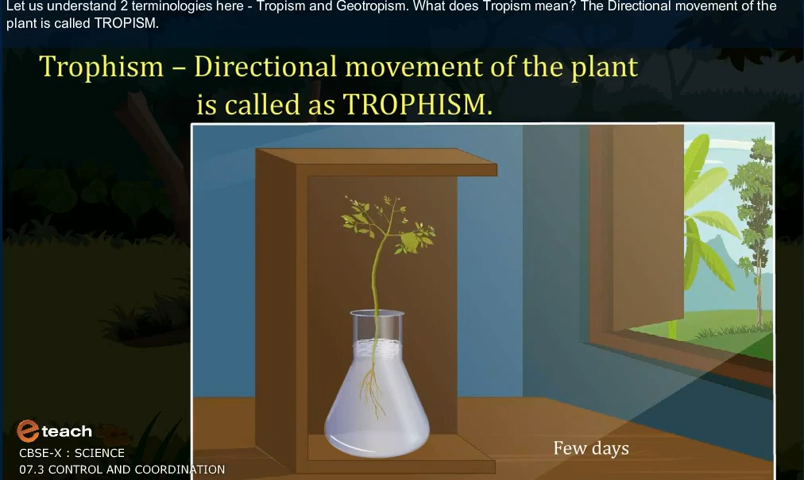 Let us understand 2 terminologies here - Tropism and Geotropism. What does Tropism mean? The Directional movement of the
plant is called TROPISM.
Trophism – Directional movement of the plant
is called as TROPHISM.
Few days
e teach
CBSE-X : SCIENCE
07.3 CONTROL AND COORDINATION